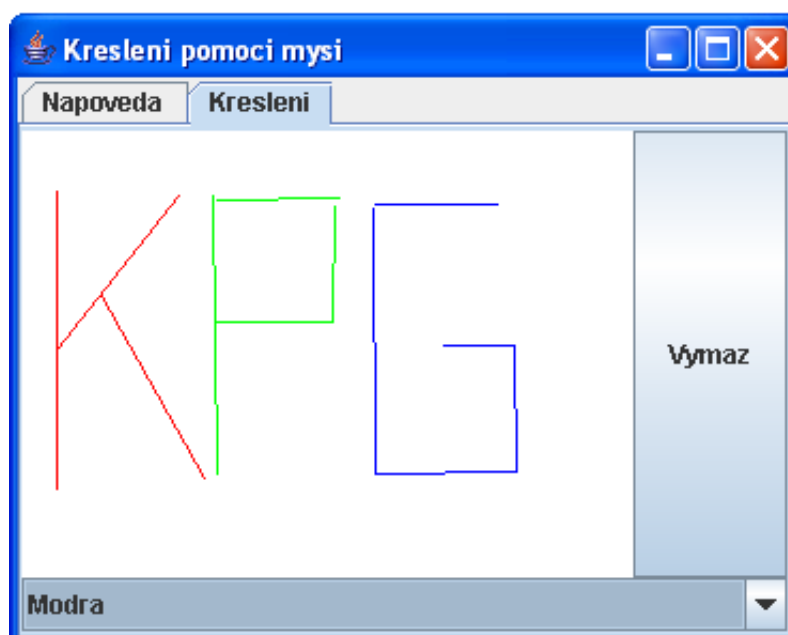 Kresleni pomoci mysi
Napoveda Kresleni
KPG
Vymaz
Modra